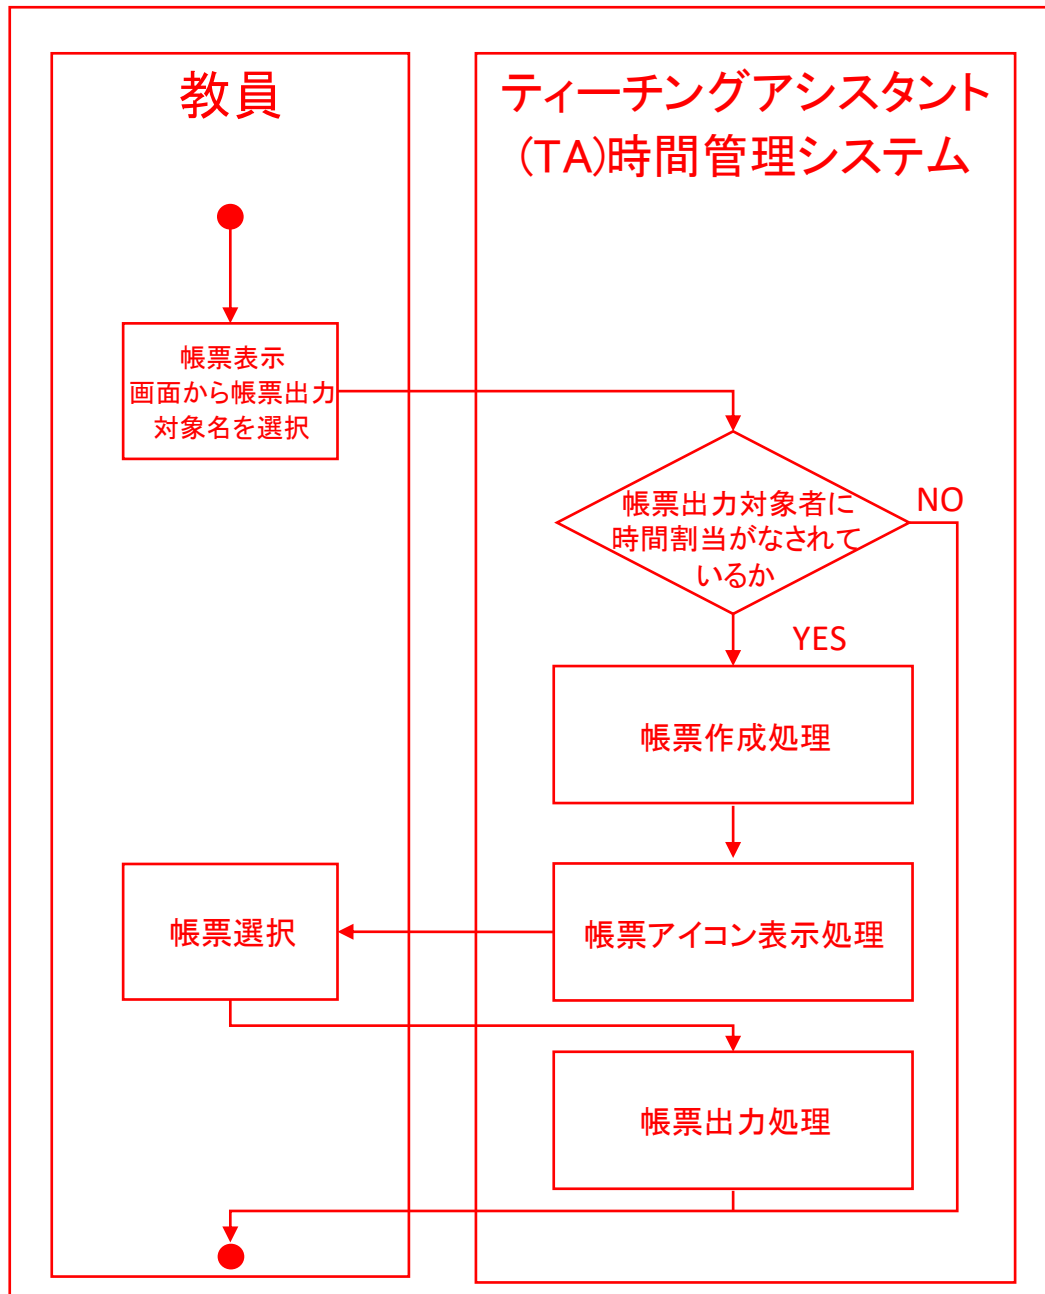 教員
ティーチングアシスタント
(TA)時間管理システム
帳票表示
画面から帳票出力
対象名を選択
帳票出力対象者に
時間割当がなされて
いるか
NO
YES
帳票作成処理
帳票選択
帳票アイコン表示処理
帳票出力処理